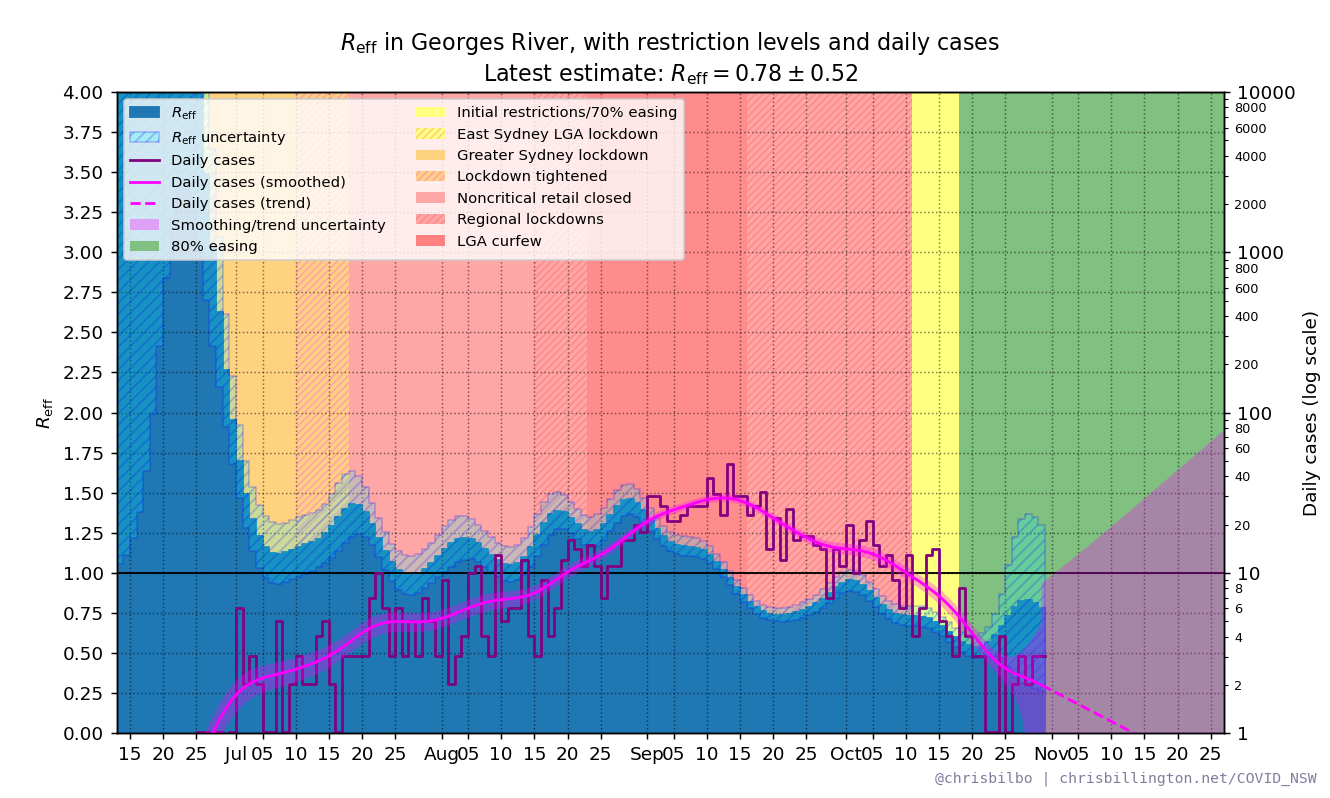 R_eff in Georges River, with restriction levels and daily cases
Latest estimate: R_eff = 0.78 ± 0.52
R_eff
R_eff uncertainty
Daily cases
Daily cases (smoothed)
Daily cases (trend)
Smoothing/trend uncertainty
80% easing
Initial restrictions/70% easing
East Sydney LGA lockdown
Greater Sydney lockdown
Lockdown tightened
Noncritical retail closed
Regional lockdowns
LGA curfew
R_eff
4.00
3.75
3.50
3.25
3.00
2.75
2.50
2.25
2.00
1.75
1.50
1.25
1.00
0.75
0.50
0.25
0.00
10000
8000
6000
4000
2000
1000
800
600
400
200
100
80
60
40
20
10
8
6
4
2
1
Daily cases (log scale)
15 20 25 Jul 05 10 15 20 25 Aug 05 10 15 20 25 Sep 05 10 15 20 25 Oct 05 10 15 20 25 Nov 05 10 15 20 25
@chrisbilbo | chrisbillington.net/COVID_NSW